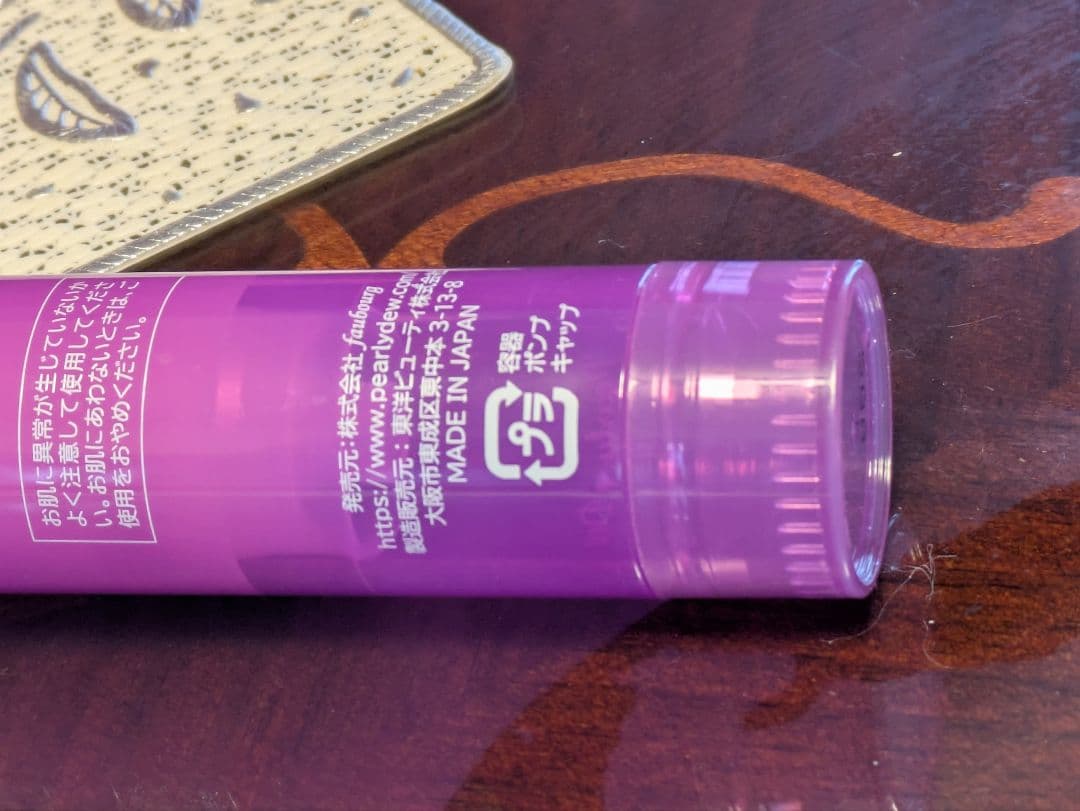 お肌に異常が生じていないか
よく注意して使用してくださ
い。お肌にあわないときは、ご
使用をおやめください。
発売元：株式会社 faubourg
https://www.pearlydew.com
製造販売元：東洋ビューティ株式会社
大阪市東成区東中本 3-13-8
MADE IN JAPAN
プラ
容器
ポンプ
キャップ